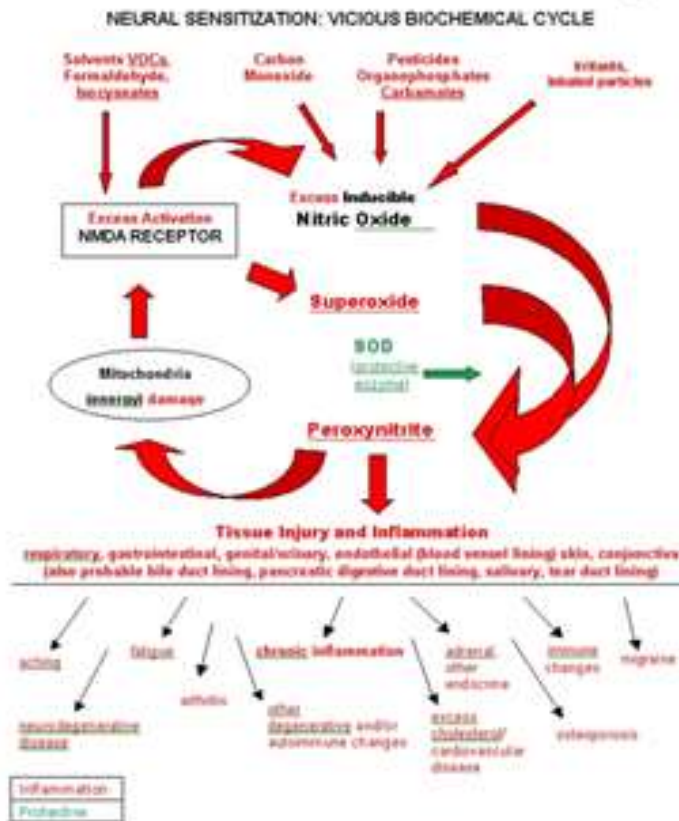 NEURAL SENSITIZATION: VICIOUS BIOCHEMICAL CYCLE
Solvents VOCs,
Formaldehyde,
Isocyanates
Carbon
Monoxide
Pesticides
Organophosphates
Carbamates
Irritants,
Inhaled particles
Excess Inducible
Nitric Oxide
Excess Activation
NMDA RECEPTOR
Superoxide
SOD
(protective
enzyme)
Mitochondria
(energy) damage
Peroxynitrite
Tissue Injury and Inflammation
respiratory, gastrointestinal, genital/urinary, endothelial (blood vessel lining) skin, conjunctiva
(also probable bile duct lining, pancreatic digestive duct lining, salivary, tear duct lining)
aching
fatigue
chronic inflammation
adrenal,
other
endocrine
immune
changes
migraine
arthritis
neurodegenerative
disease
other
degenerative and/or
autoimmune changes
excess
cholesterol/
cardiovascular
disease
osteoporosis
Inflammation
Protective